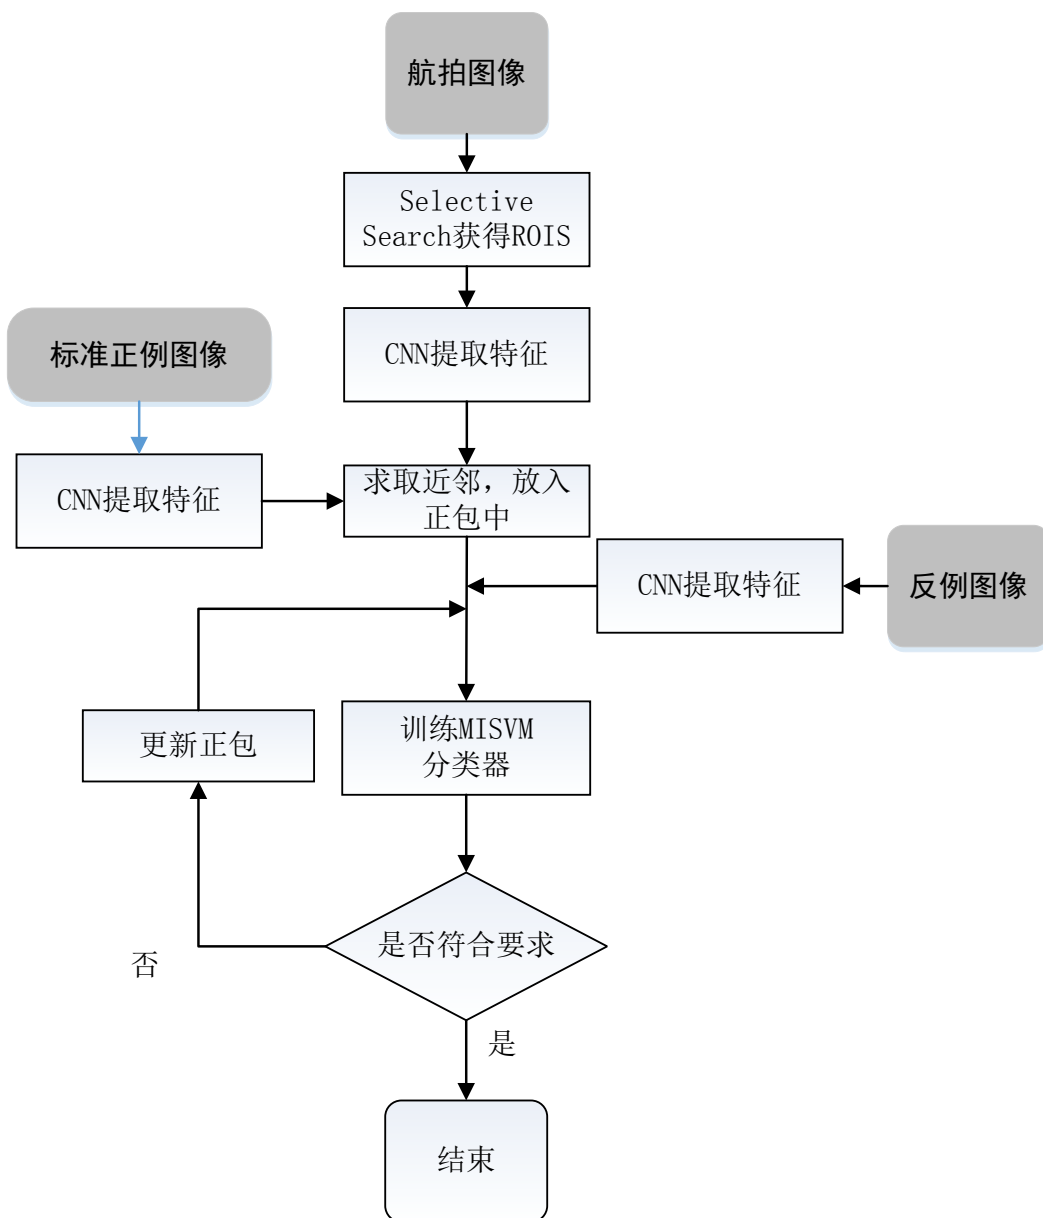 航拍图像
Selective
Search获得ROIS
CNN提取特征
标准正例图像
CNN提取特征
求取近邻，放入
正包中
CNN提取特征
反例图像
更新正包
训练MISVM
分类器
是否符合要求
否
是
结束